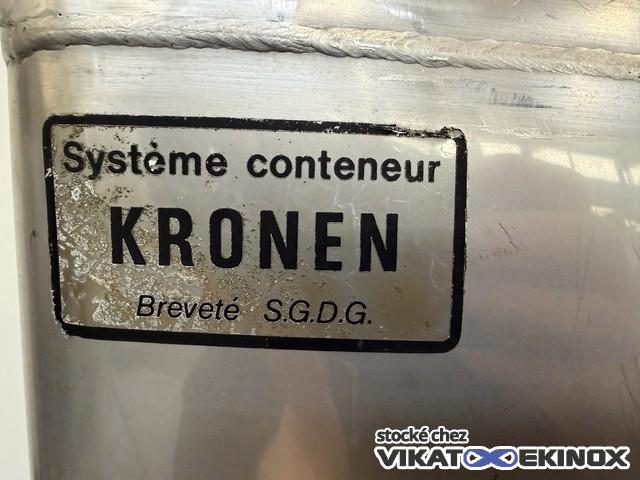 Système conteneur
KRONEN
Breveté S.G.D.G.
stocké chez
VIKAT EKINOX